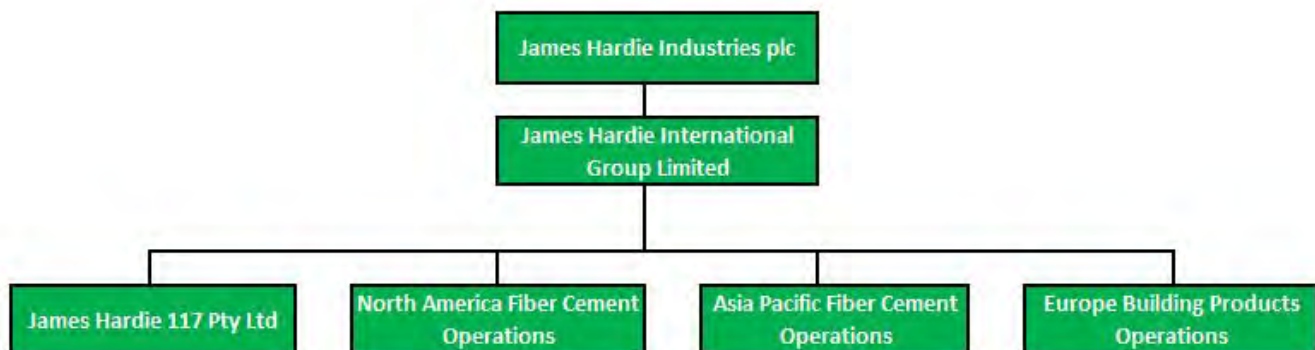 James Hardie Industries plc
James Hardie International
Group Limited
James Hardie 117 Pty Ltd
North America Fiber Cement
Operations
Asia Pacific Fiber Cement
Operations
Europe Building Products
Operations